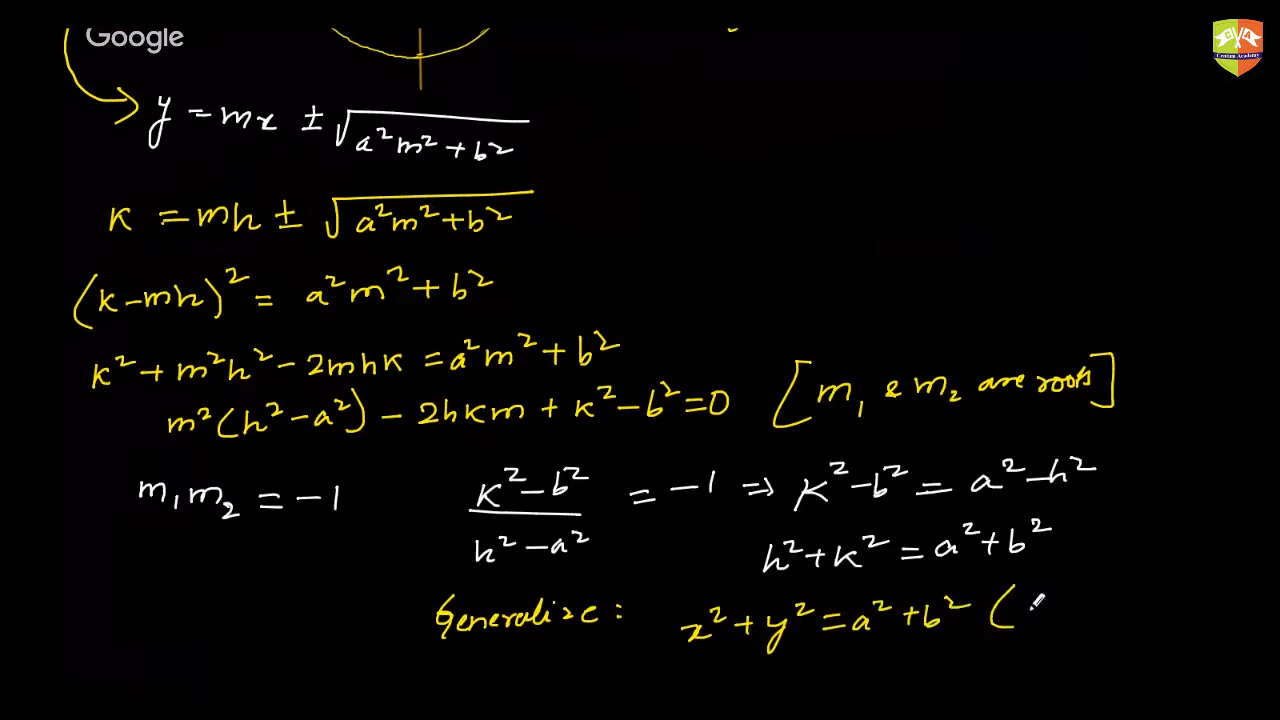 Google
y = mx ± √a²m² + b²
K = mh ± √a²m² + b²
(K - mh)² = a²m² + b²
K² + m²h² - 2mhK = a²m² + b²
m²(h² - a²) - 2hKm + K² - b² = 0 [m₁ & m₂ are roots]
m₁m₂ = -1 K² - b² / h² - a² = -1 ⇒ K² - b² = a² - h²
h² + K² = a² + b²
Generalize: x² + y² = a² + b² (
Centum Academy